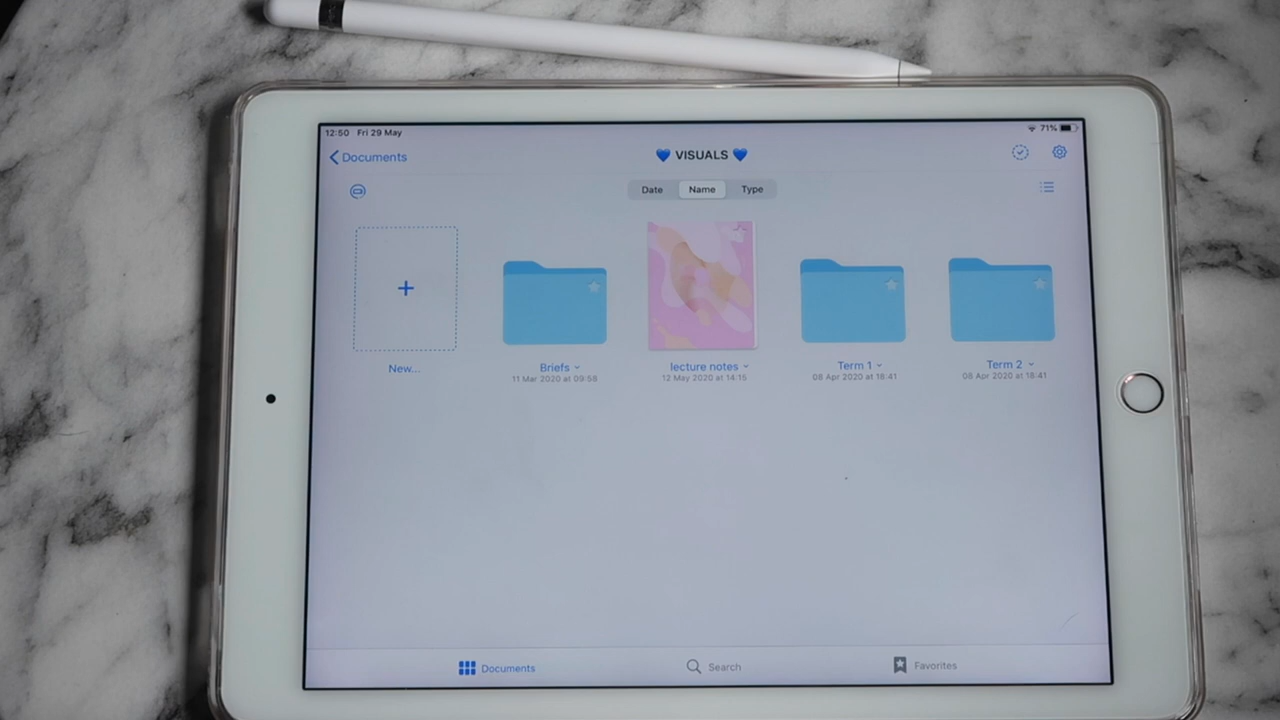 12:50 Fri 29 May
71%
Documents
💙 VISUALS 💙
Date Name Type
New...
Briefs
11 Mar 2020 at 09:58
lecture notes
12 May 2020 at 14:15
Term 1
08 Apr 2020 at 18:41
Term 2
08 Apr 2020 at 18:41
Documents
Search
Favorites